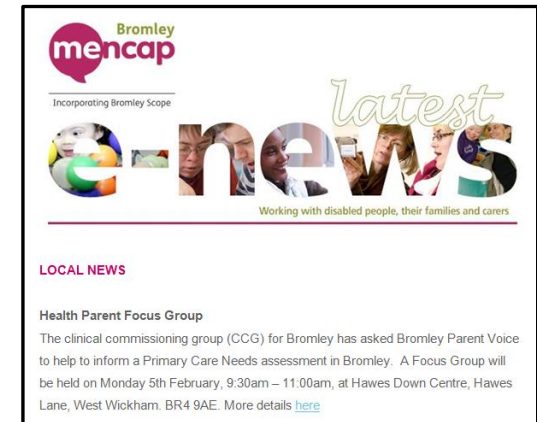 Bromley
mencap
Incorporating Bromley Scope
latest
e-news
Working with disabled people, their families and carers
LOCAL NEWS
Health Parent Focus Group
The clinical commissioning group (CCG) for Bromley has asked Bromley Parent Voice
to help to inform a Primary Care Needs assessment in Bromley.  A Focus Group will
be held on Monday 5th February, 9:30am – 11:00am, at Hawes Down Centre, Hawes
Lane, West Wickham. BR4 9AE. More details here